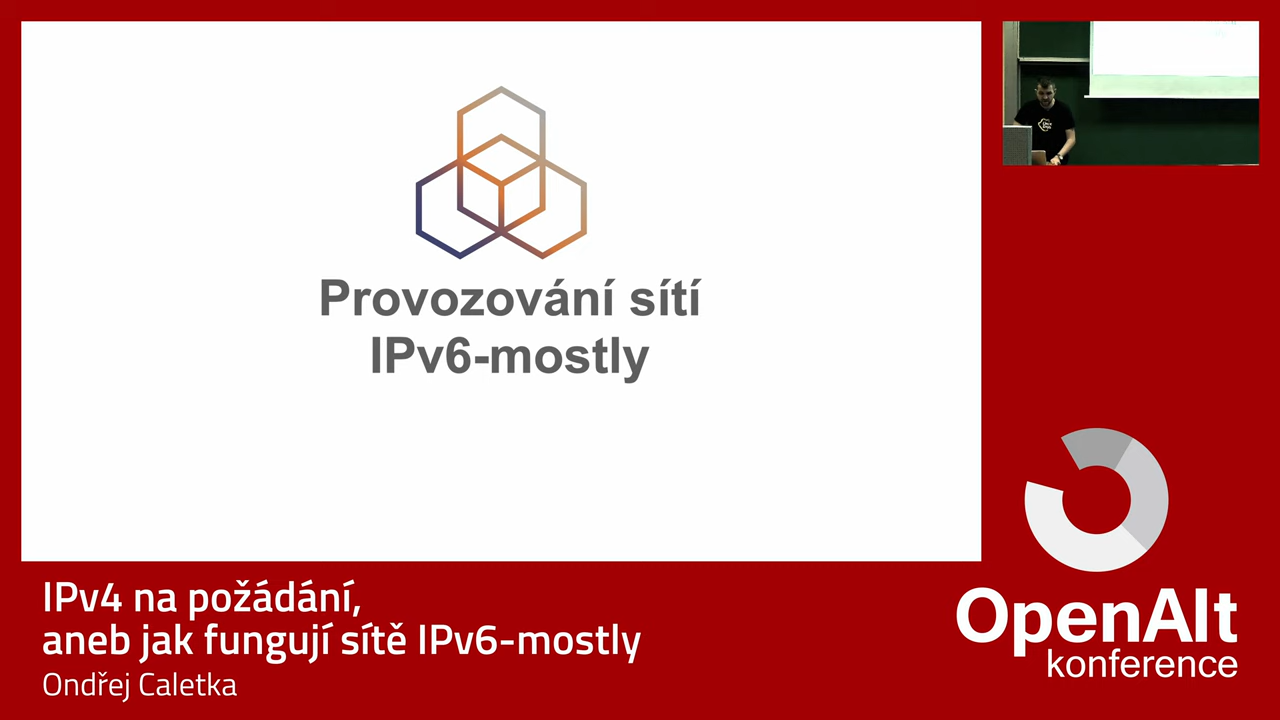 Provozování sítí
IPv6-mostly
IPv4 na požádání,
aneb jak fungují sítě IPv6-mostly
Ondřej Caletka
OpenAlt
konference